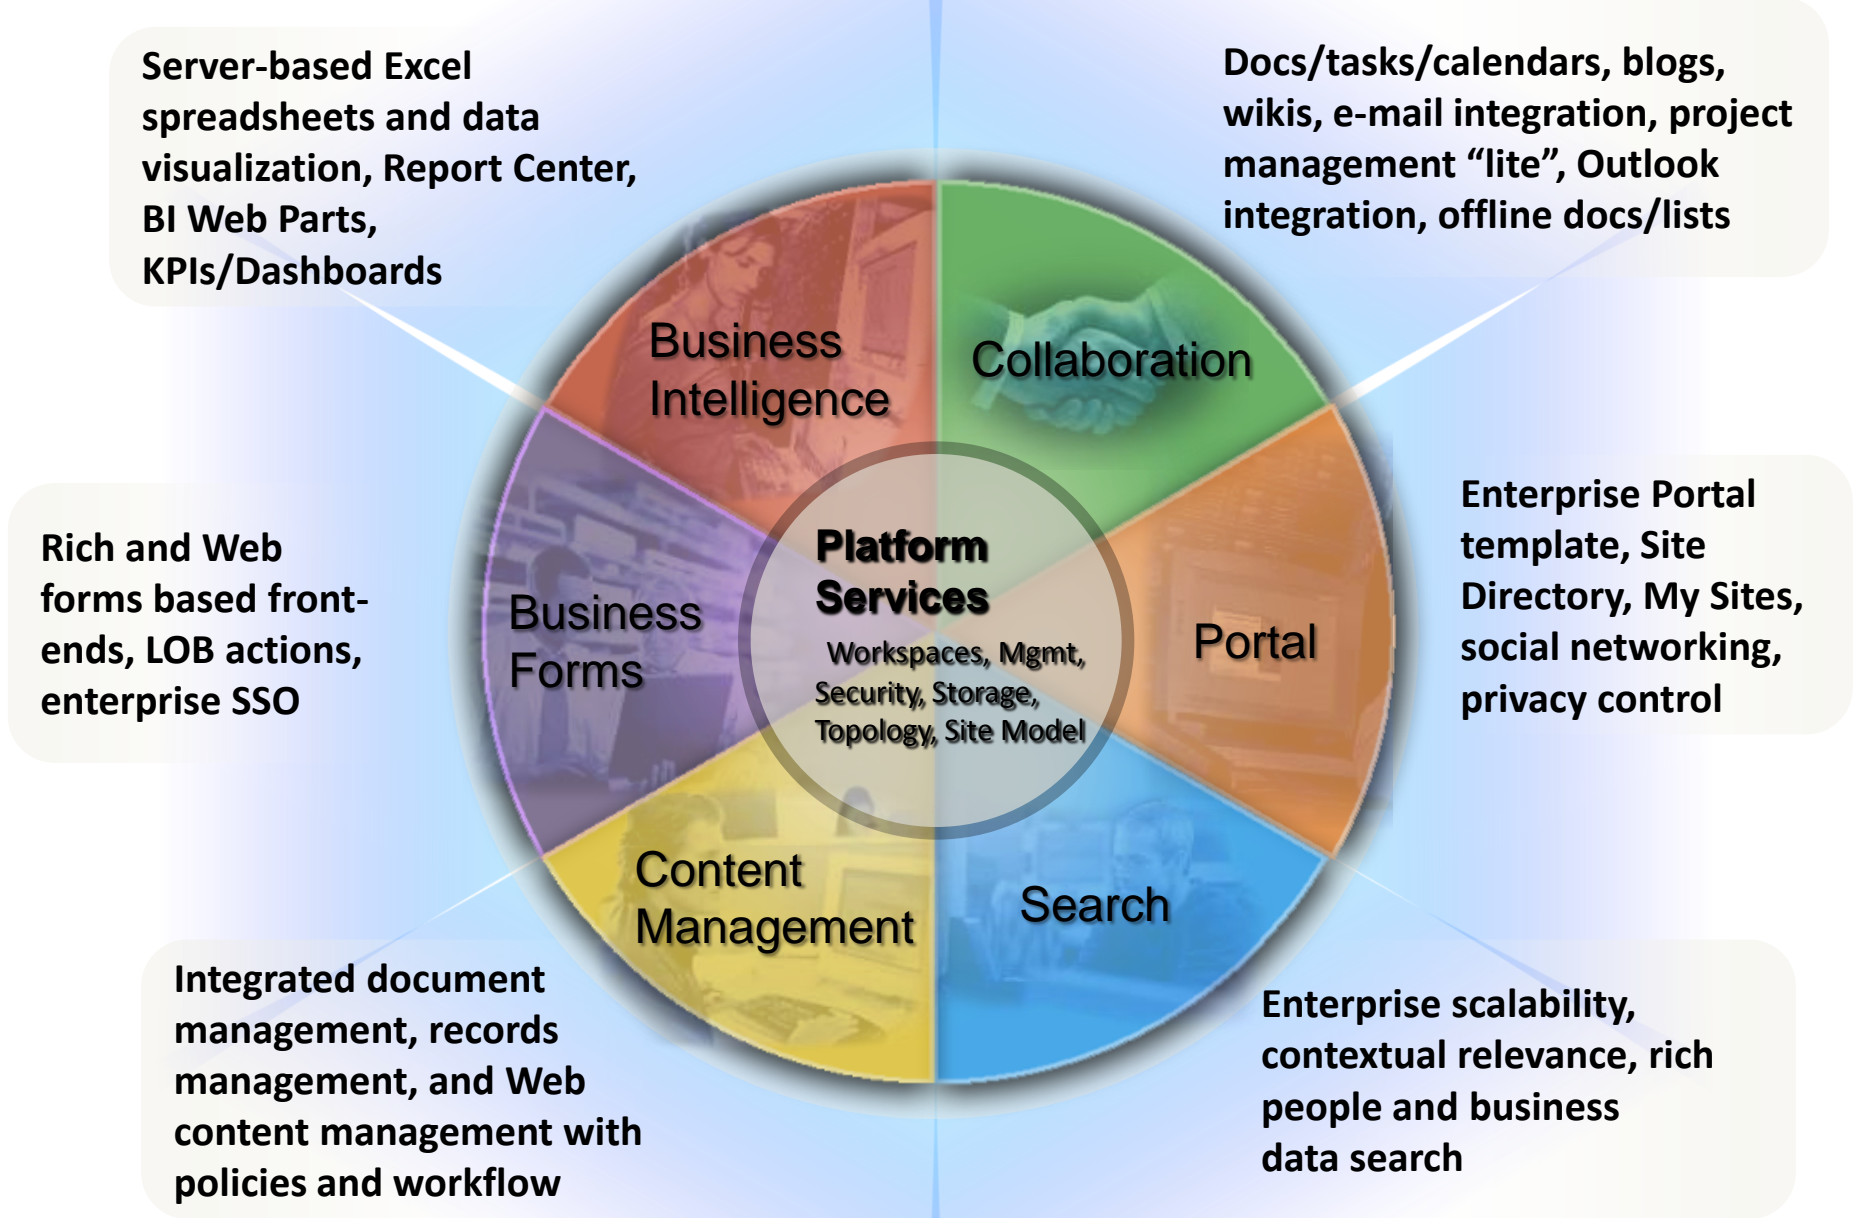 Server-based Excel
spreadsheets and data
visualization, Report Center,
BI Web Parts,
KPIs/Dashboards
Docs/tasks/calendars, blogs,
wikis, e-mail integration, project
management “lite”, Outlook
integration, offline docs/lists
Business
Intelligence
Collaboration
Rich and Web
forms based front-
ends, LOB actions,
enterprise SSO
Business
Forms
Platform
Services
Workspaces, Mgmt,
Security, Storage,
Topology, Site Model
Portal
Enterprise Portal
template, Site
Directory, My Sites,
social networking,
privacy control
Content
Management
Search
Integrated document
management, records
management, and Web
content management with
policies and workflow
Enterprise scalability,
contextual relevance, rich
people and business
data search